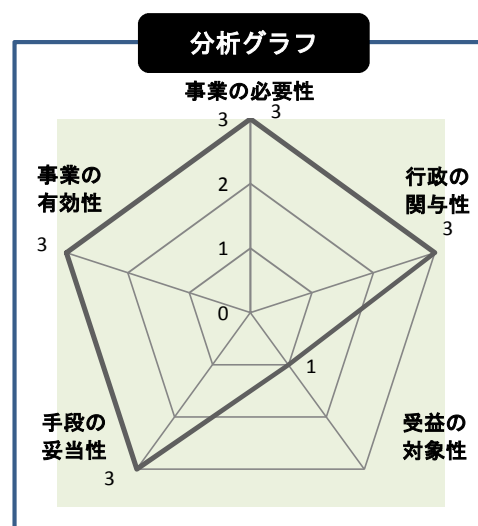 分析グラフ
事業の必要性
3
3
事業の
有効性
3
行政の
関与性
3
2
1
0
1
手段の
妥当性
3
受益の
対象性